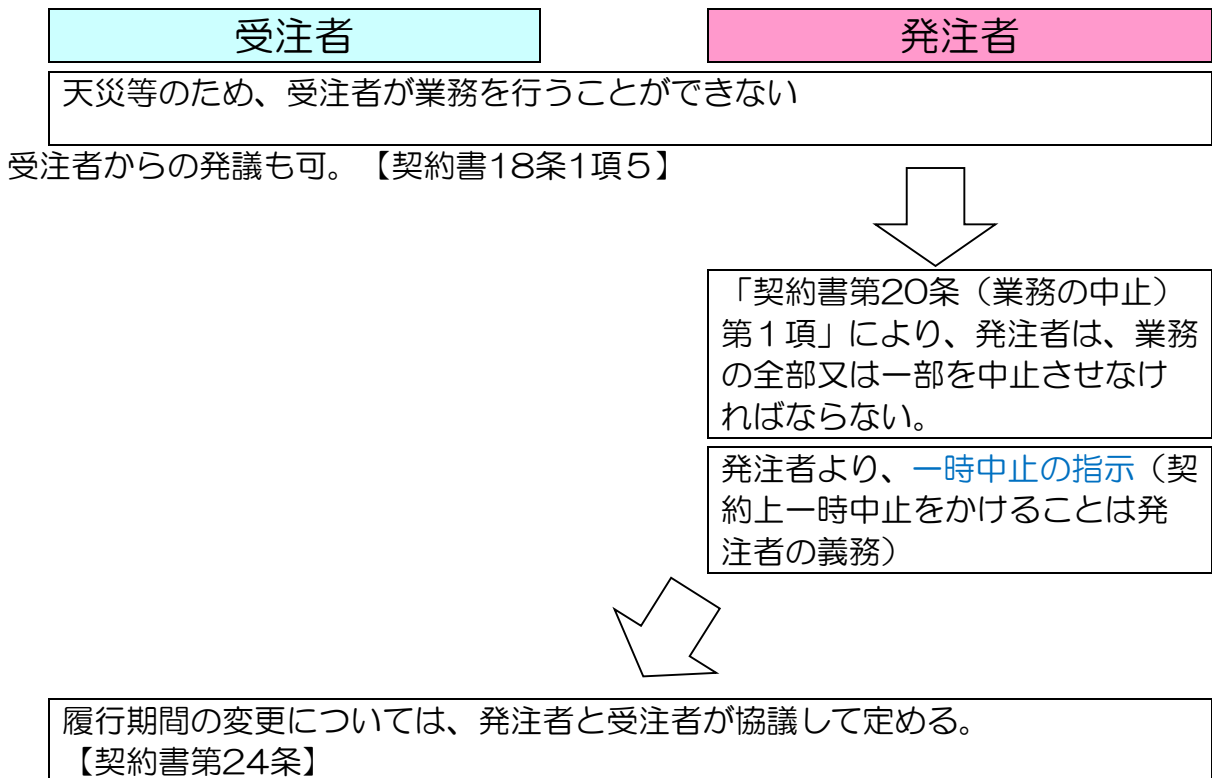 受注者
発注者
天災等のため、受注者が業務を行うことができない
受注者からの発議も可。【契約書18条1項5】
「契約書第20条（業務の中止）
第1項」により、発注者は、業務
の全部又は一部を中止させなけ
ればならない。
発注者より、一時中止の指示（契
約上一時中止をかけることは発
注者の義務）
履行期間の変更については、発注者と受注者が協議して定める。
【契約書第24条】